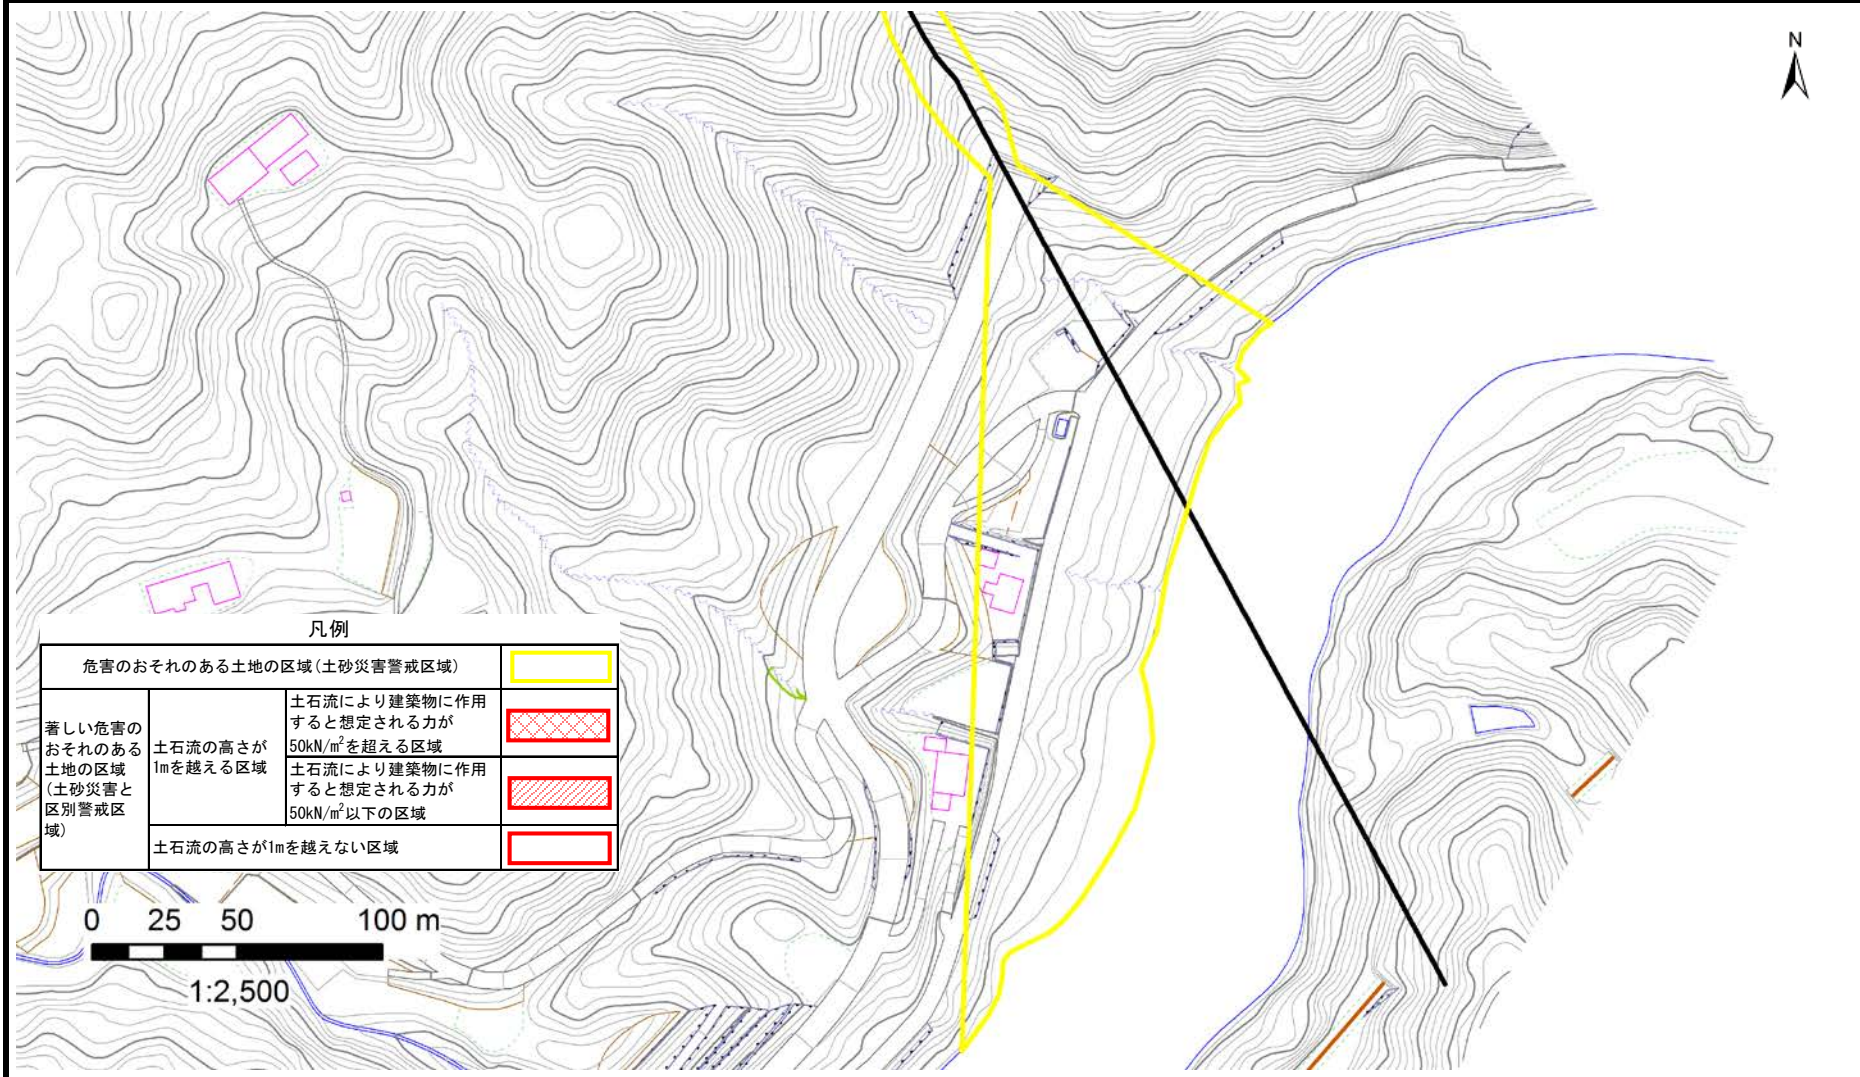 N
凡例
危害のおそれのある土地の区域(土砂災害警戒区域)
著しい危害の
おそれのある
土地の区域
(土砂災害と
区別警戒区
域)
土石流の高さが
1mを越える区域
土石流により建築物に作用
すると想定される力が
50kN/㎡を超える区域
土石流により建築物に作用
すると想定される力が
50kN/㎡以下の区域
土石流の高さが1mを越えない区域
0 25 50 100 m
1:2,500